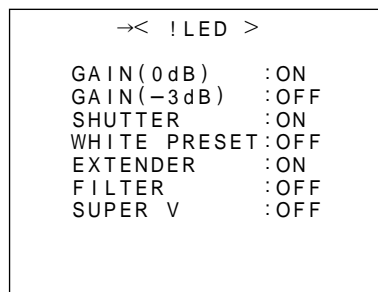 →< !LED >
GAIN(0dB) :ON
GAIN(−3dB) :OFF
SHUTTER :ON
WHITE PRESET:OFF
EXTENDER :ON
FILTER :OFF
SUPER V :OFF